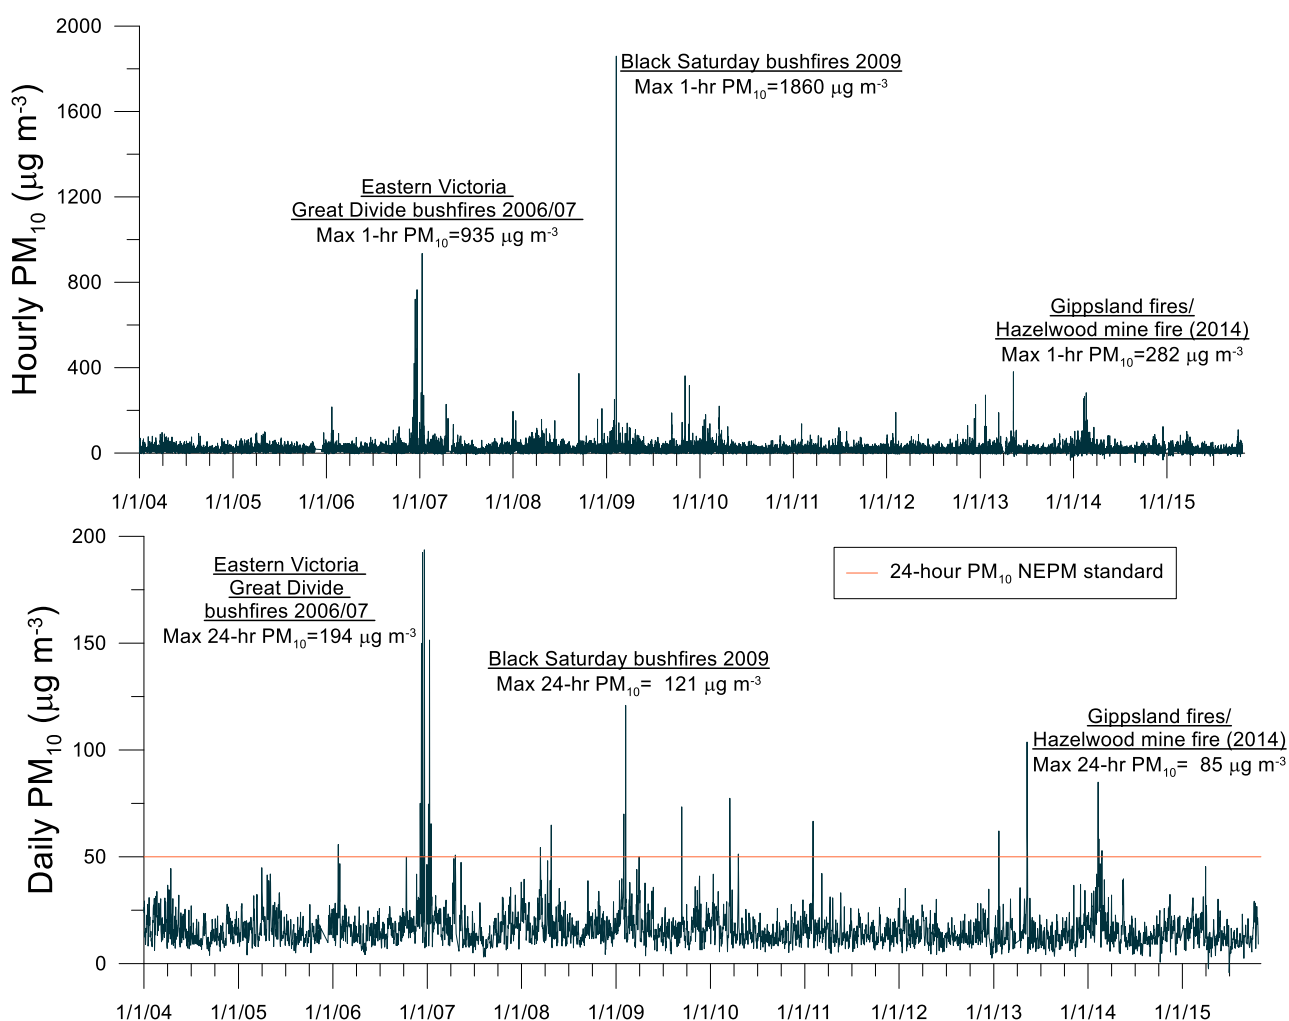 2000
1600
1200
800
400
0
Hourly PM10 (μg m-3)
Black Saturday bushfires 2009
Max 1-hr PM10=1860 μg m-3
Eastern Victoria
Great Divide bushfires 2006/07
Max 1-hr PM10=935 μg m-3
Gippsland fires/
Hazelwood mine fire (2014)
Max 1-hr PM10=282 μg m-3
1/1/04 1/1/05 1/1/06 1/1/07 1/1/08 1/1/09 1/1/10 1/1/11 1/1/12 1/1/13 1/1/14 1/1/15
200
150
100
50
0
Daily PM10 (μg m-3)
Eastern Victoria
Great Divide
bushfires 2006/07
Max 24-hr PM10=194 μg m-3
24-hour PM10 NEPM standard
Black Saturday bushfires 2009
Max 24-hr PM10= 121 μg m-3
Gippsland fires/
Hazelwood mine fire (2014)
Max 24-hr PM10= 85 μg m-3
1/1/04 1/1/05 1/1/06 1/1/07 1/1/08 1/1/09 1/1/10 1/1/11 1/1/12 1/1/13 1/1/14 1/1/15